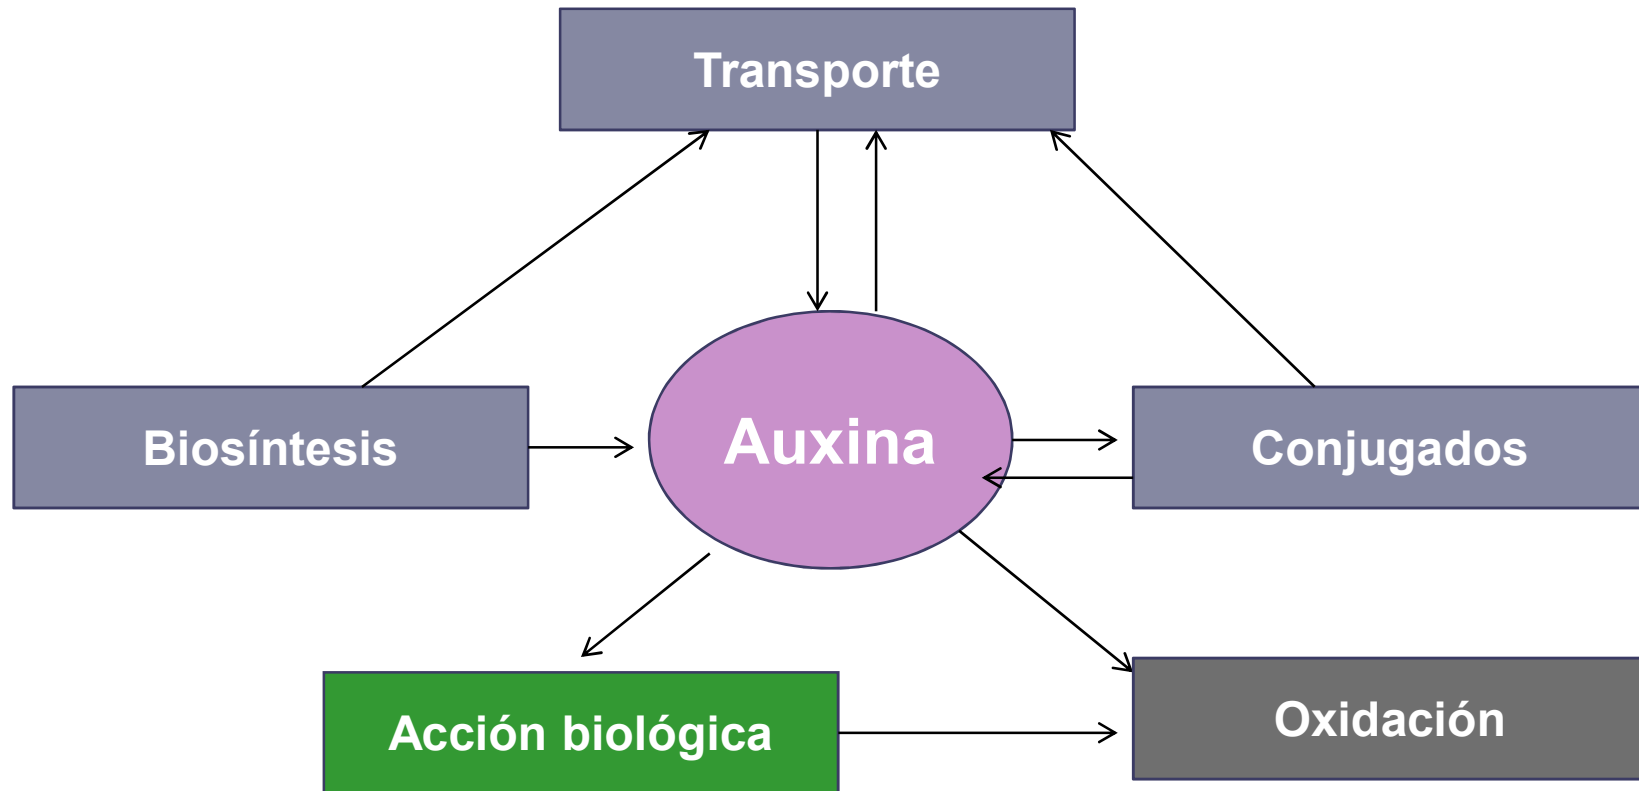 Transporte
Biosíntesis
Auxina
Conjugados
Acción biológica
Oxidación